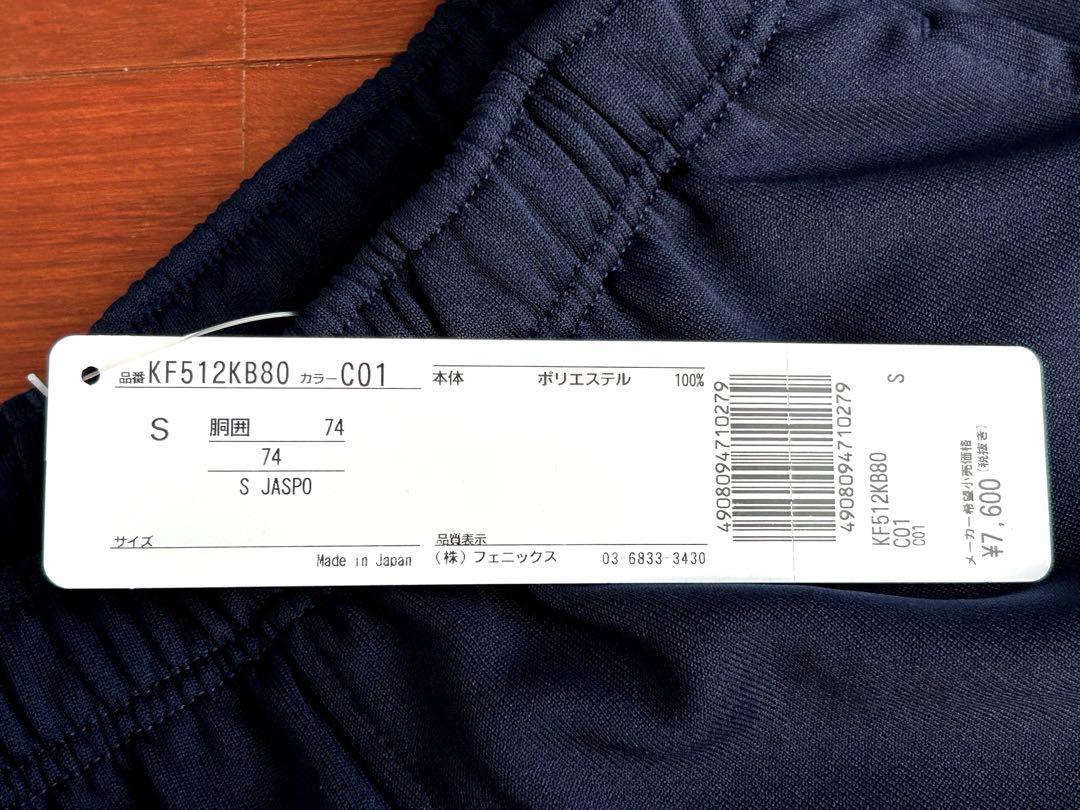 品番 KF512KB80 カラー C01
S 胴囲 74
74
S JASPO
サイズ
Made in Japan
本体 ポリエステル 100%
品質表示
(株) フェニックス 03-6833-3430
4908094710279
4908094710279
S
KF512KB80
C01
C01
メーカー希望小売価格
¥7,600 (税抜き)